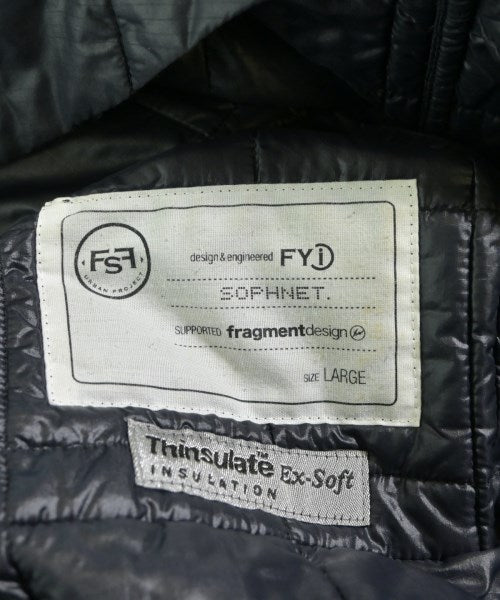 FSF
URBAN PROJECT
design & engineered FYi
SOPHNET.
SUPPORTED fragmentdesign
SIZE LARGE
Thinsulate™ Ex-Soft
INSULATION